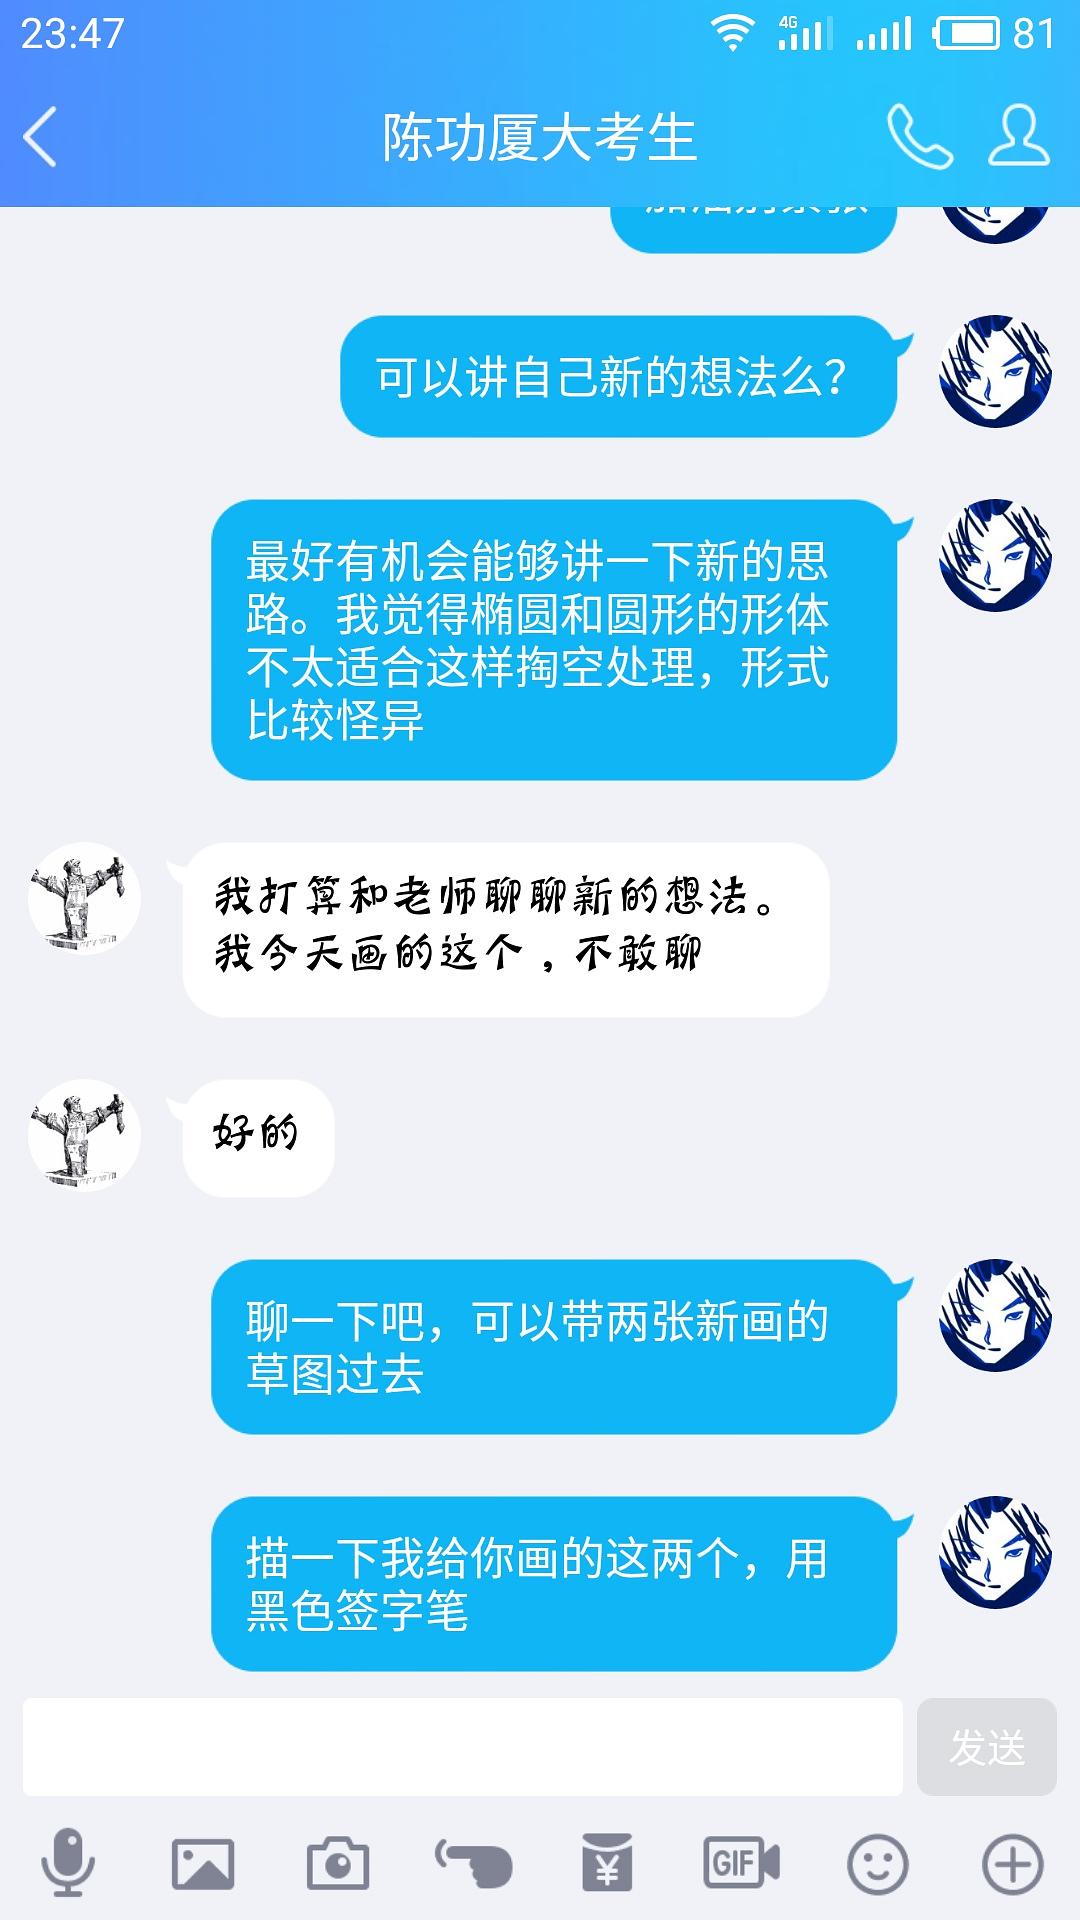 23:47
4G
81
陈功厦大考生
可以讲自己新的想法么？
最好有机会能够讲一下新的思
路。我觉得椭圆和圆形的形体
不太适合这样掏空处理，形式
比较怪异
我打算和老师聊聊新的想法。
我今天画的这个，不敢聊
好的
聊一下吧，可以带两张新画的
草图过去
描一下我给你画的这两个，用
黑色签字笔
发送
¥
GIF